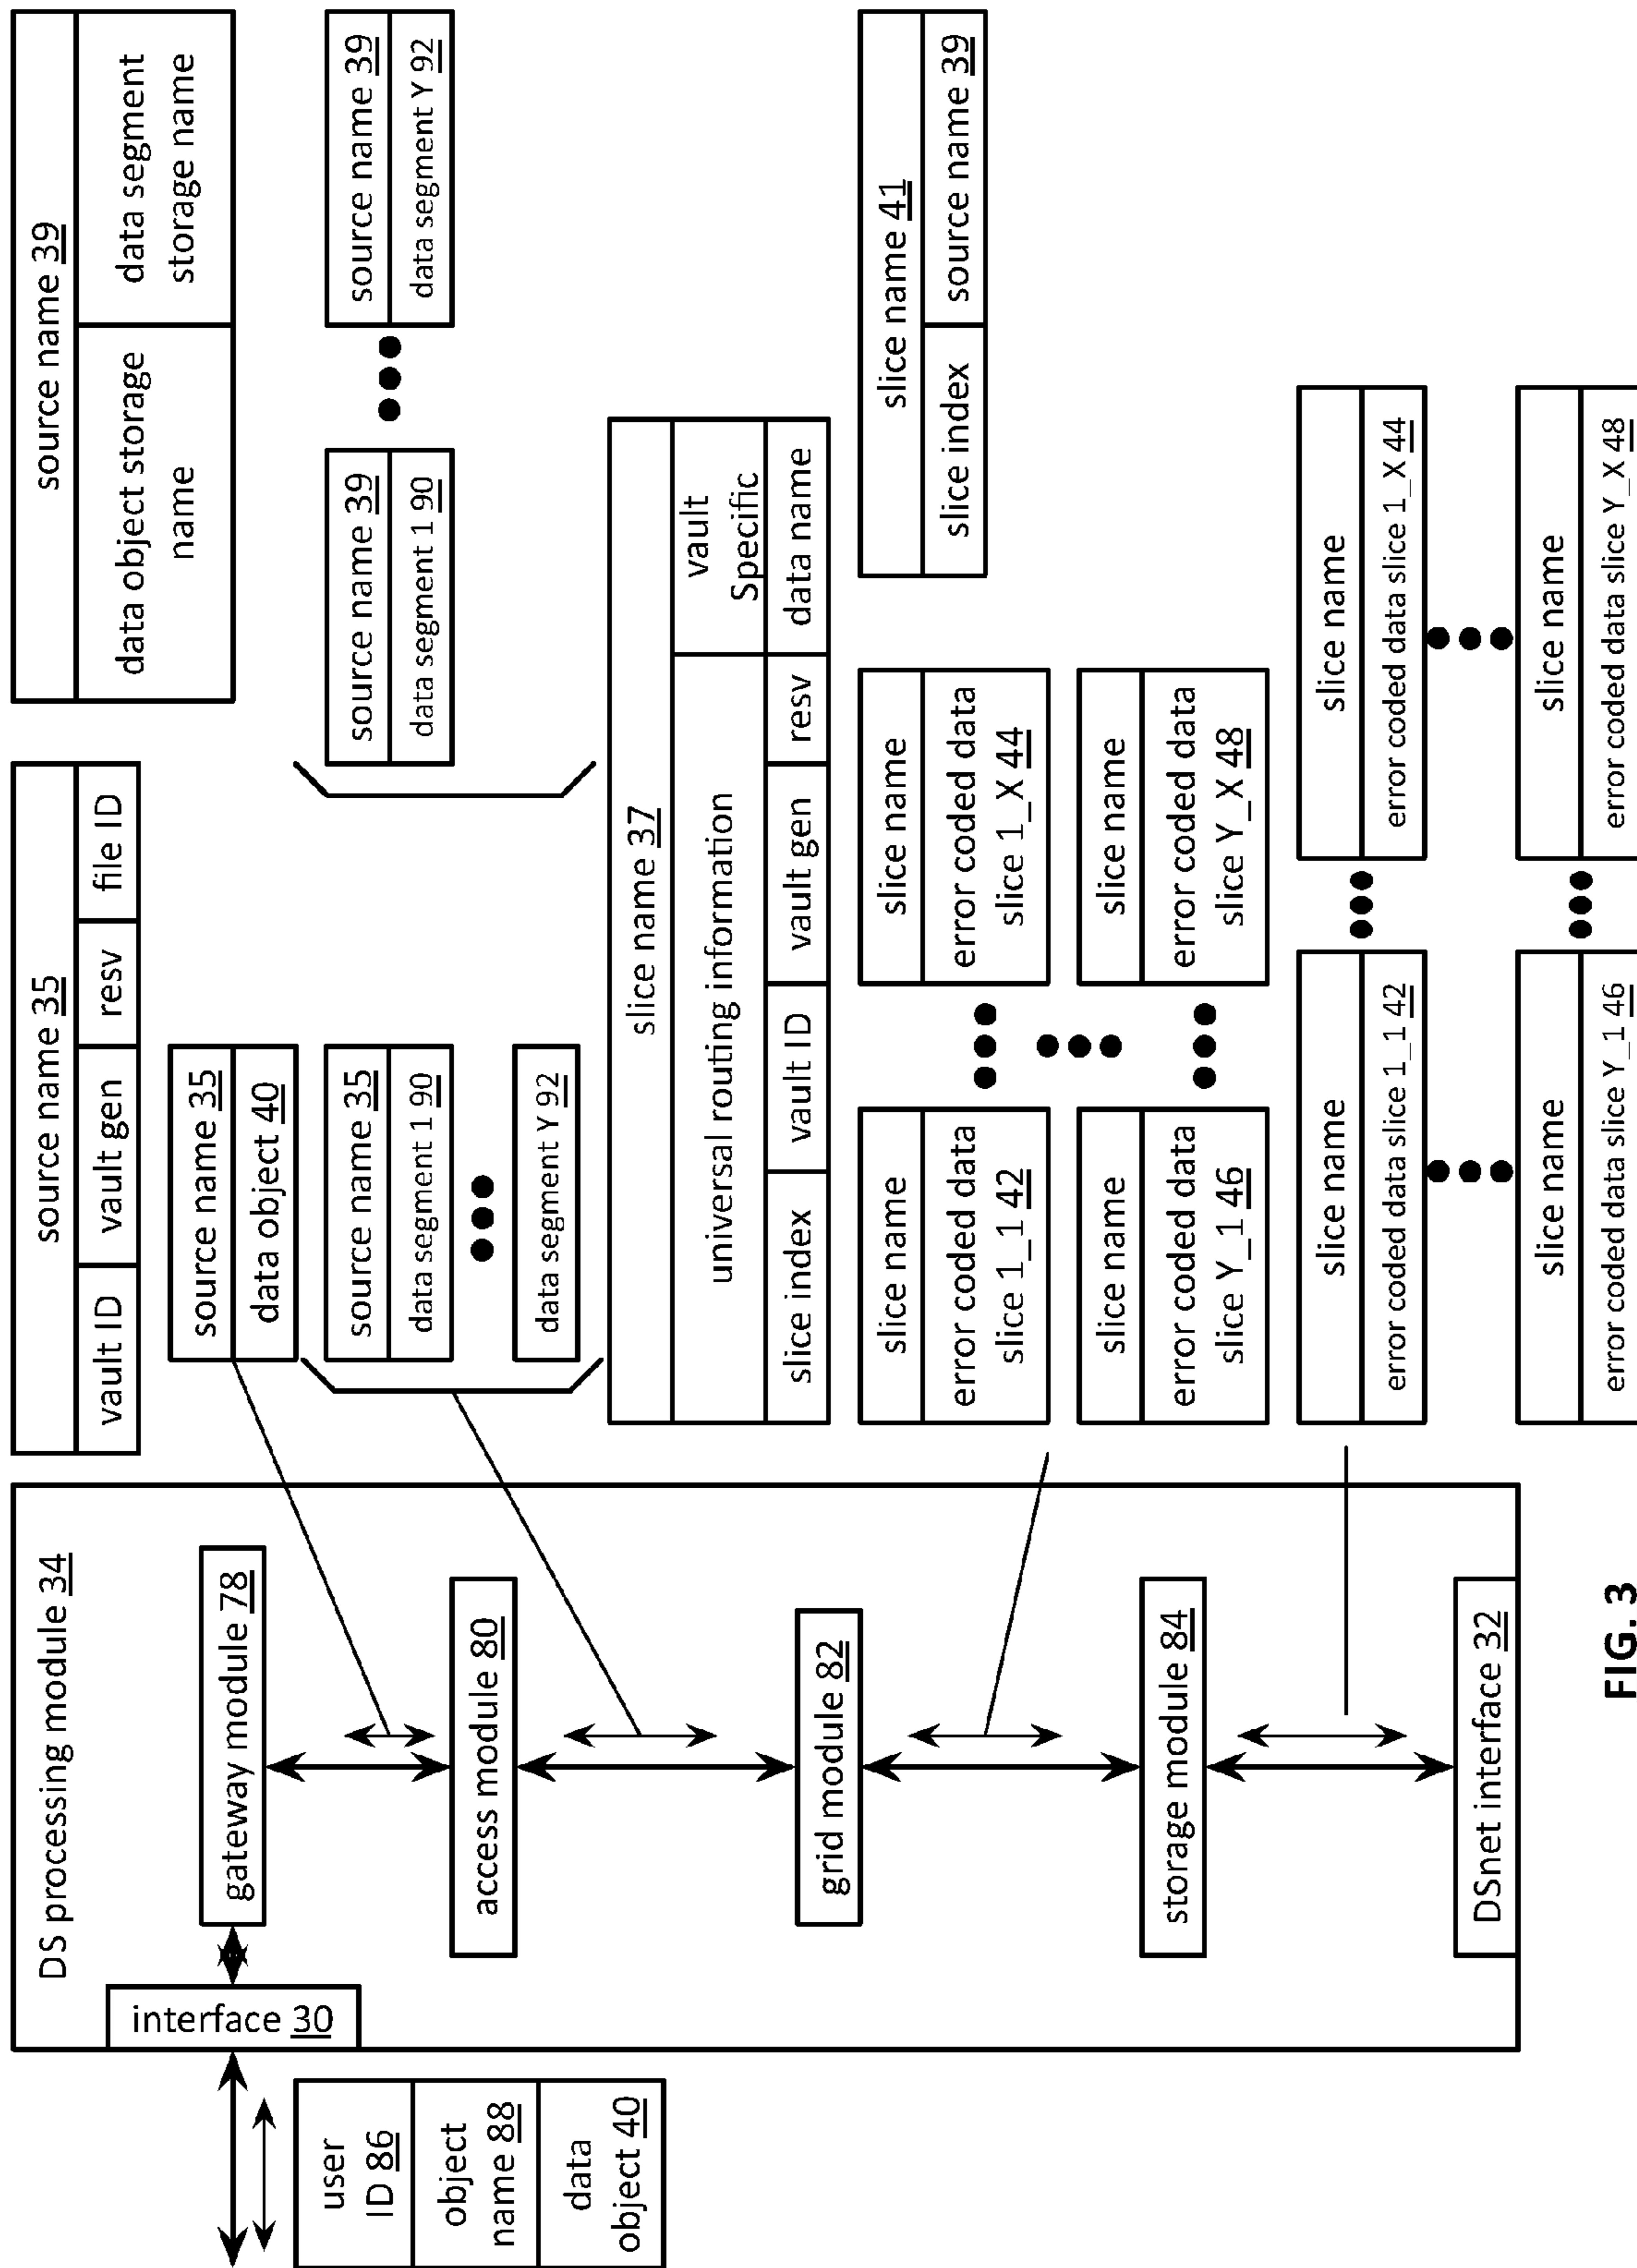 user
ID 86
object
name 88
data
object 40
DS processing module 34
interface 30
gateway module 78
access module 80
grid module 82
storage module 84
DSnet interface 32
source name 35
vault ID
vault gen
resv
file ID
source name 39
data object storage
name
data segment
storage name
source name 35
data object 40
source name 35
data segment 1 90
data segment Y 92
source name 39
data segment 1 90
source name 39
data segment Y 92
slice name 37
universal routing information
vault
Specific
slice index
vault ID
vault gen
resv
data name
slice name 41
slice index
source name 39
slice name
error coded data
slice 1_1 42
slice name
error coded data
slice 1_X 44
slice name
error coded data
slice Y_1 46
slice name
error coded data
slice Y_X 48
slice name
error coded data slice 1_1 42
slice name
error coded data slice 1_X 44
slice name
error coded data slice Y_1 46
slice name
error coded data slice Y_X 48
FIG. 3